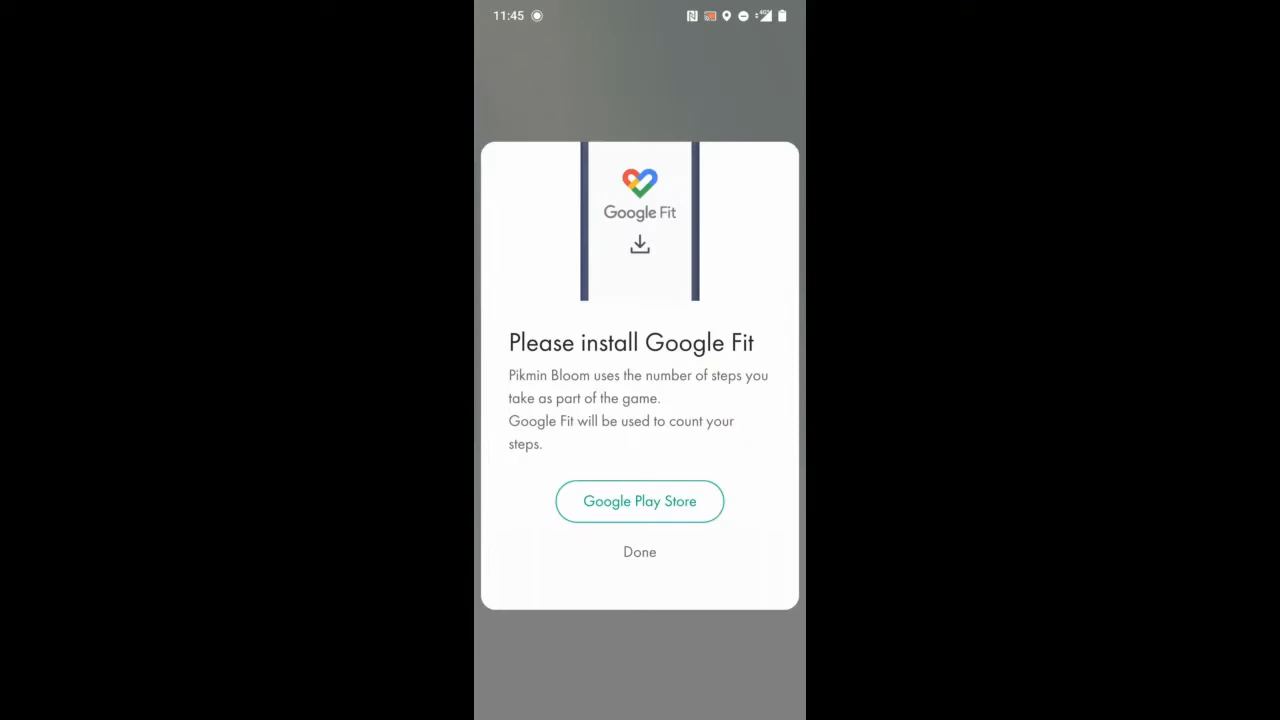 11:45
4G
Google Fit
Please install Google Fit
Pikmin Bloom uses the number of steps you
take as part of the game.
Google Fit will be used to count your
steps.
Google Play Store
Done